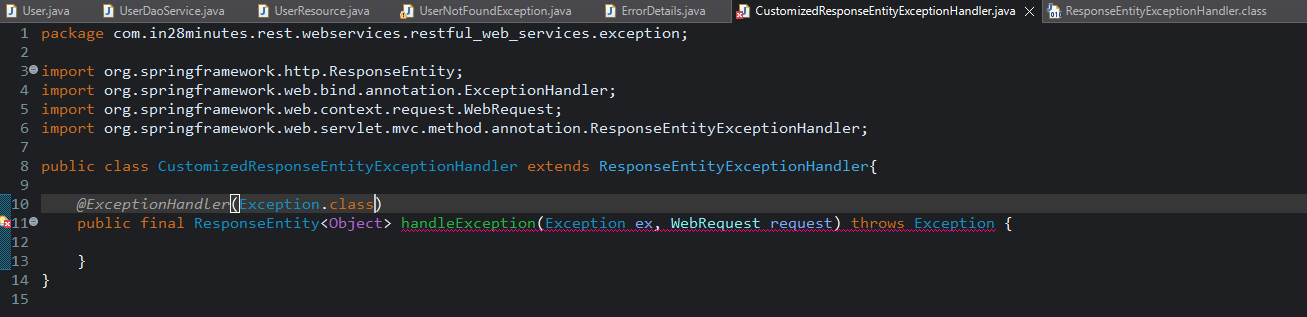 User.java UserDaoService.java UserResource.java UserNotFoundException.java ErrorDetails.java CustomizedResponseEntityExceptionHandler.java ResponseEntityExceptionHandler.class
1 package com.in28minutes.rest.webservices.restful_web_services.exception;
2
3 import org.springframework.http.ResponseEntity;
4 import org.springframework.web.bind.annotation.ExceptionHandler;
5 import org.springframework.web.context.request.WebRequest;
6 import org.springframework.web.servlet.mvc.method.annotation.ResponseEntityExceptionHandler;
7
8 public class CustomizedResponseEntityExceptionHandler extends ResponseEntityExceptionHandler{
9
10     @ExceptionHandler(Exception.class)
11     public final ResponseEntity<Object> handleException(Exception ex, WebRequest request) throws Exception {
12
13     }
14 }
15